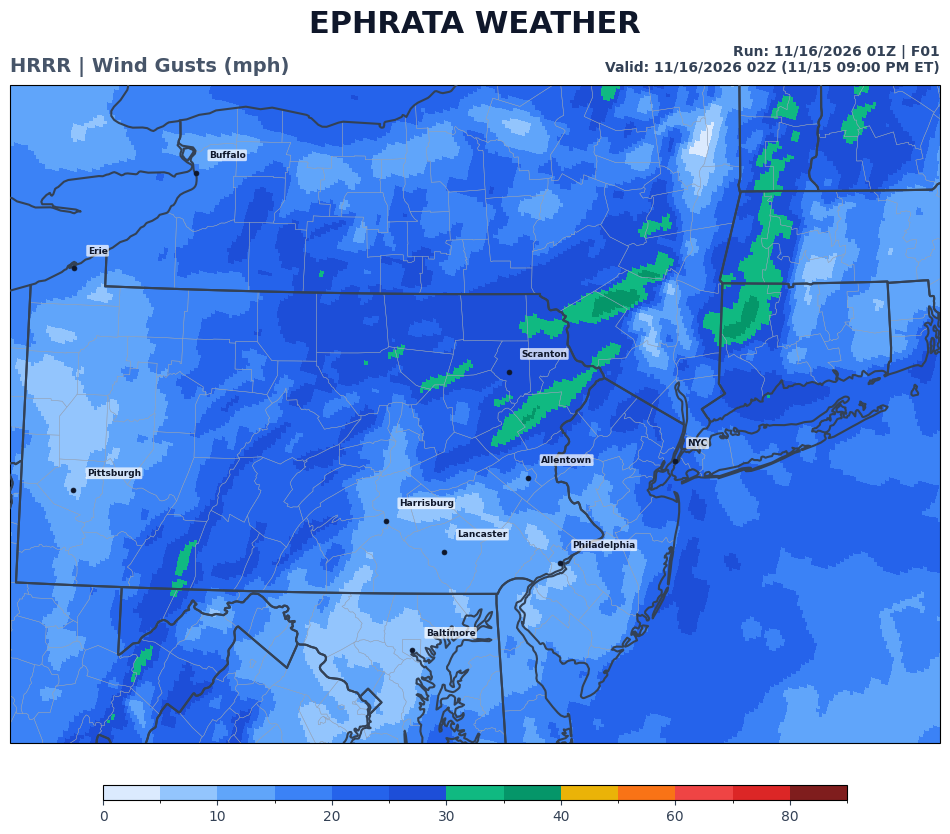 EPHRATA WEATHER
HRRR | Wind Gusts (mph)
Run: 11/16/2026 01Z | F01
Valid: 11/16/2026 02Z (11/15 09:00 PM ET)
Buffalo
Erie
Scranton
NYC
Allentown
Pittsburgh
Harrisburg
Lancaster
Philadelphia
Baltimore
0 10 20 30 40 60 80